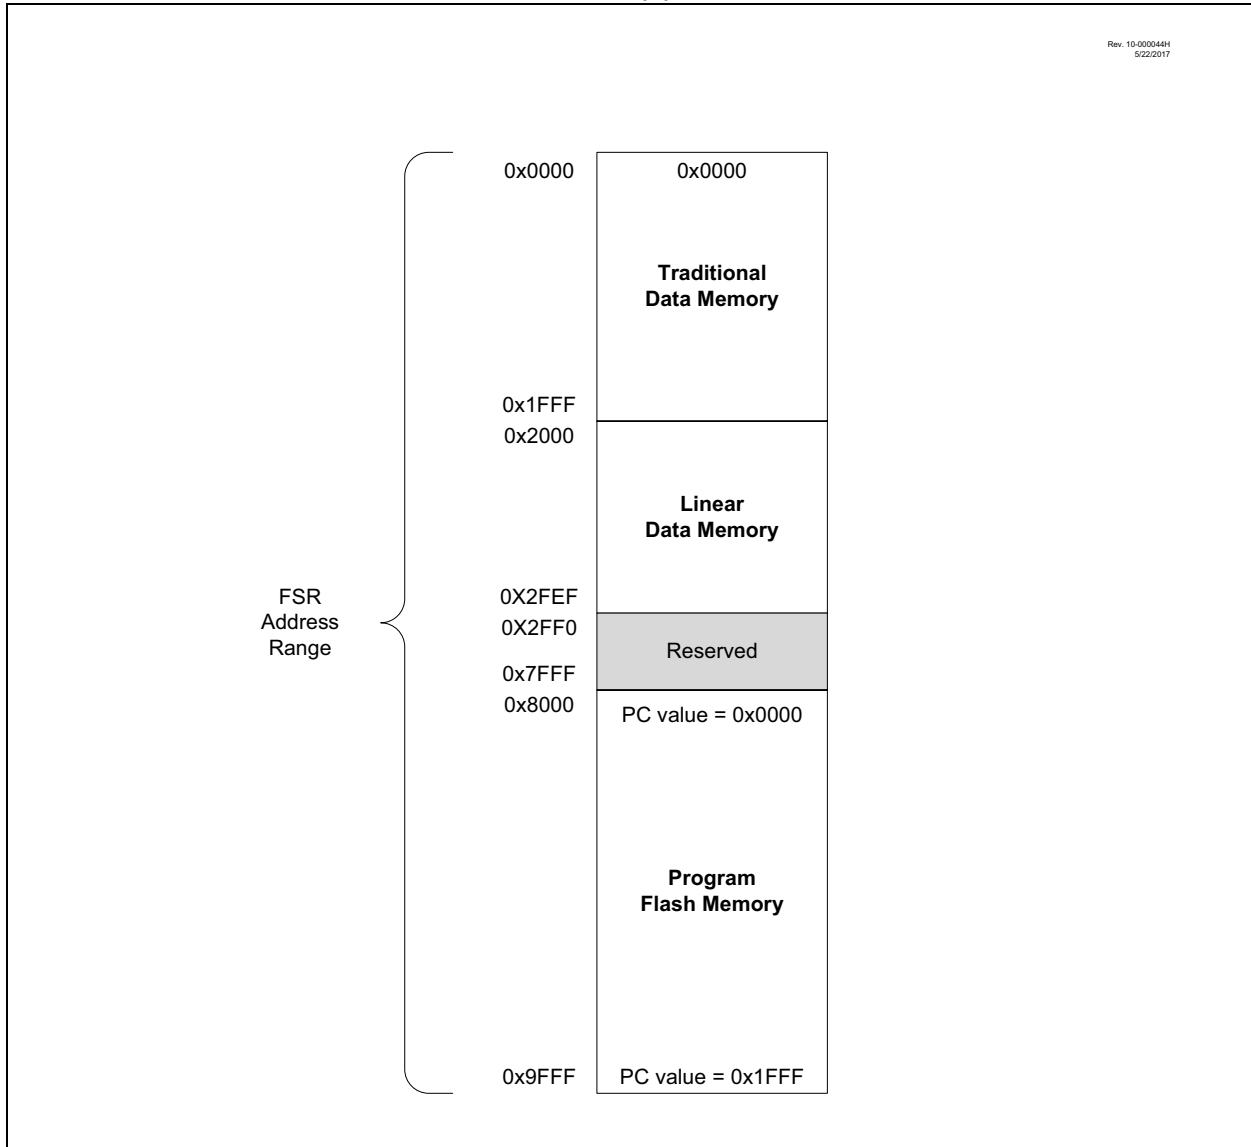 Rev. 10-000044H
5/22/2017
0x0000 0x0000
Traditional
Data Memory
0x1FFF
0x2000
Linear
Data Memory
0X2FEF
FSR
Address
Range
0X2FF0
Reserved
0x7FFF
0x8000
PC value = 0x0000
Program
Flash Memory
0x9FFF PC value = 0x1FFF